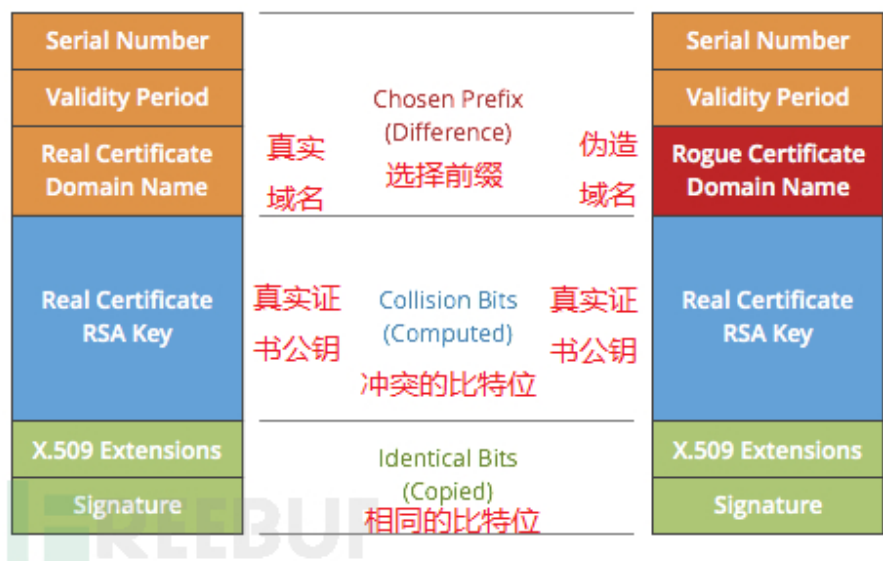 Serial Number
Validity Period
Real Certificate
Domain Name
Real Certificate
RSA Key
X.509 Extensions
Signature
真实
域名
Chosen Prefix
(Difference)
选择前缀
伪造
域名
真实证
书公钥
Collision Bits
(Computed)
冲突的比特位
真实证
书公钥
Identical Bits
(Copied)
相同的比特位
Serial Number
Validity Period
Rogue Certificate
Domain Name
Real Certificate
RSA Key
X.509 Extensions
Signature
FREEBUF